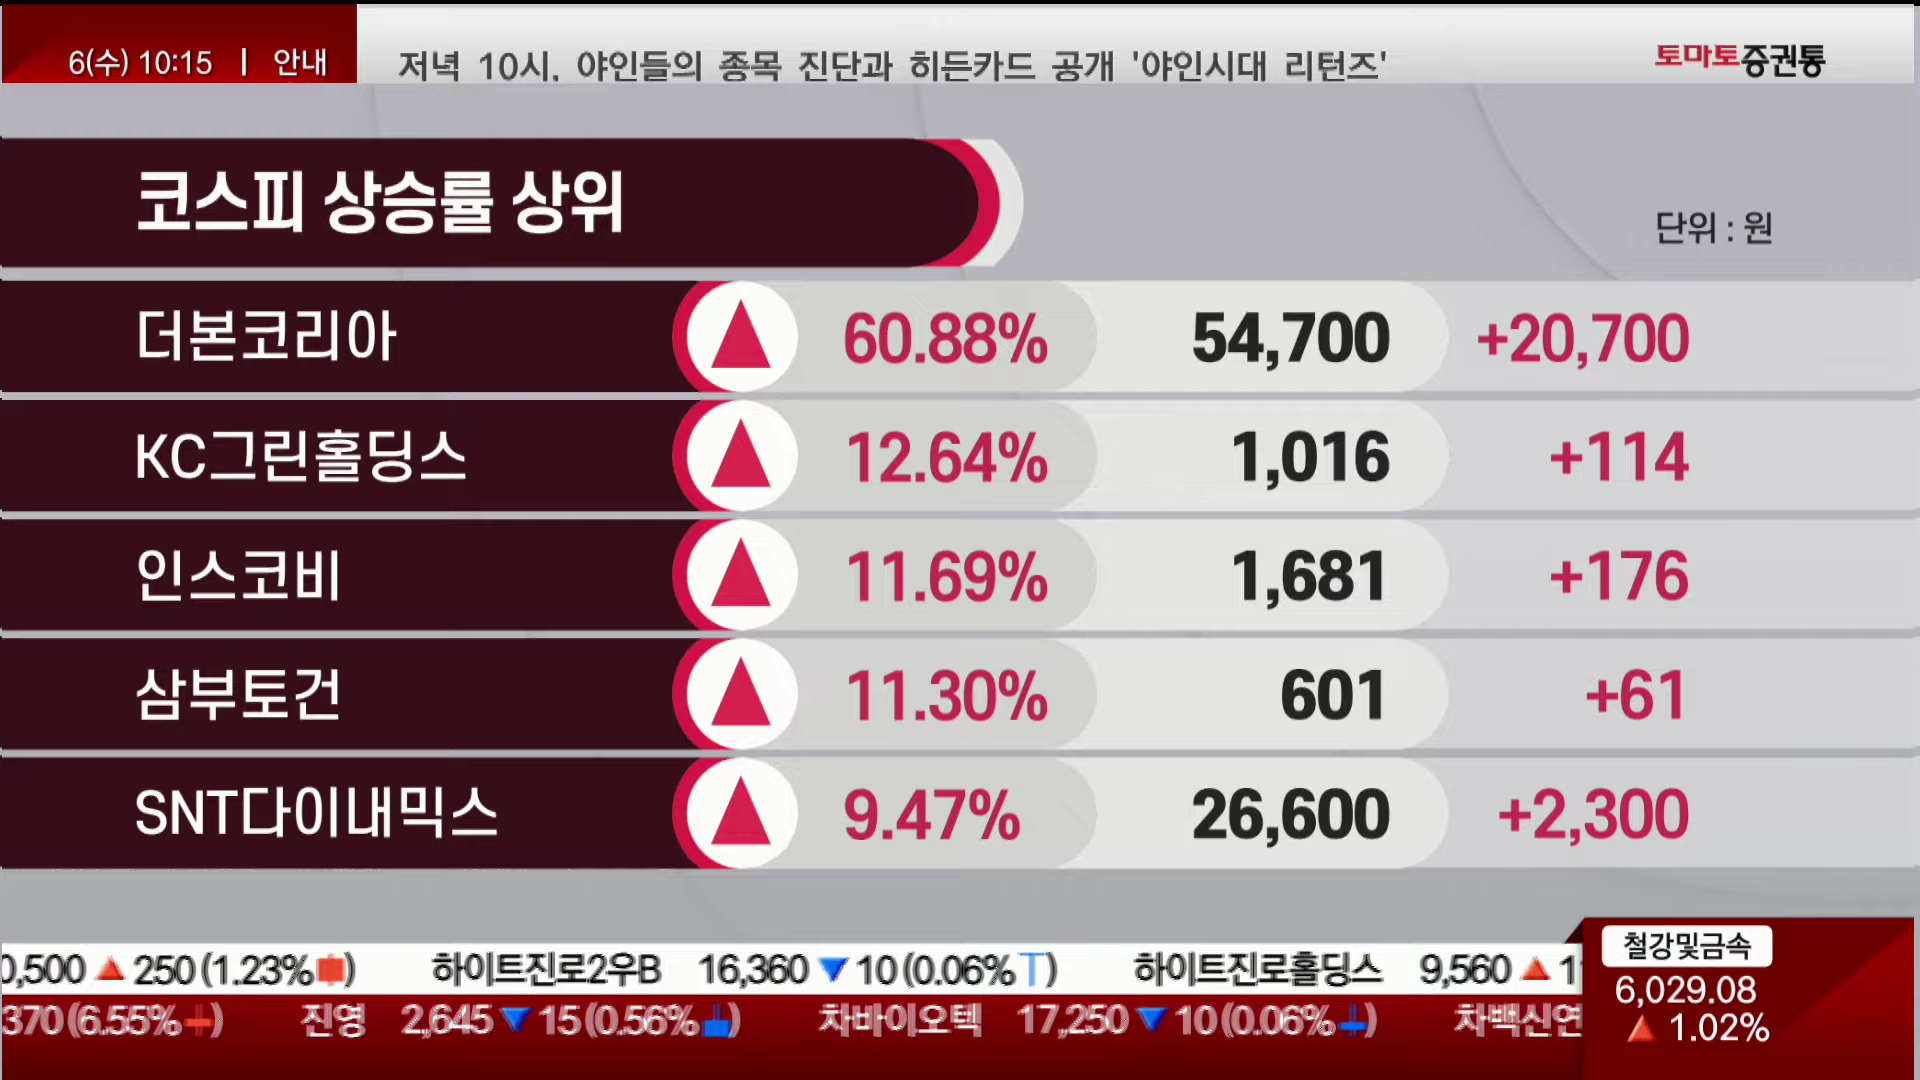 6(수) 10:15 | 안내
저녁 10시, 야인들의 종목 진단과 히든카드 공개 '야인시대 리턴즈'
토마토증권통
코스피 상승률 상위
단위 : 원
더본코리아 ▲ 60.88% 54,700 +20,700
KC그린홀딩스 ▲ 12.64% 1,016 +114
인스코비 ▲ 11.69% 1,681 +176
삼부토건 ▲ 11.30% 601 +61
SNT다이내믹스 ▲ 9.47% 26,600 +2,300
0,500 ▲ 250 (1.23%) 하이트진로2우B 16,360 ▼ 10 (0.06%) 하이트진로홀딩스 9,560 ▲ 1
370 (6.55%) 진영 2,645 ▼ 15 (0.56%) 차바이오텍 17,250 ▼ 10 (0.06%) 차백신연
철강및금속
6,029.08
▲ 1.02%